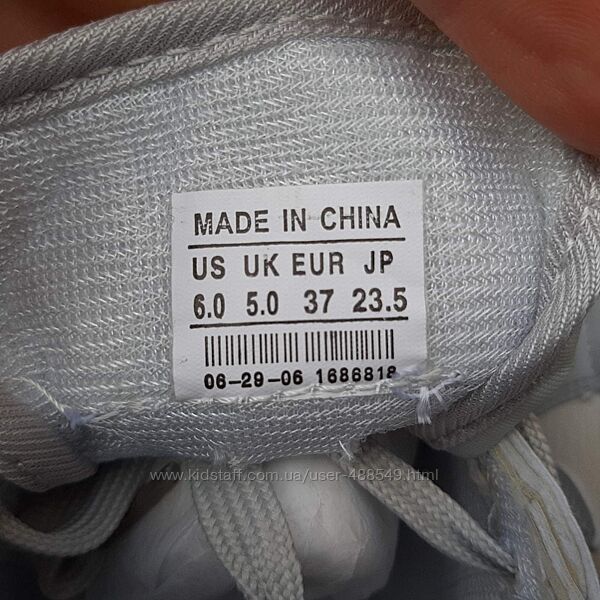 MADE IN CHINA
US UK EUR JP
6.0 5.0 37 23.5
06-29-06 1686818
www.kidstaff.com.ua/user-488549.html